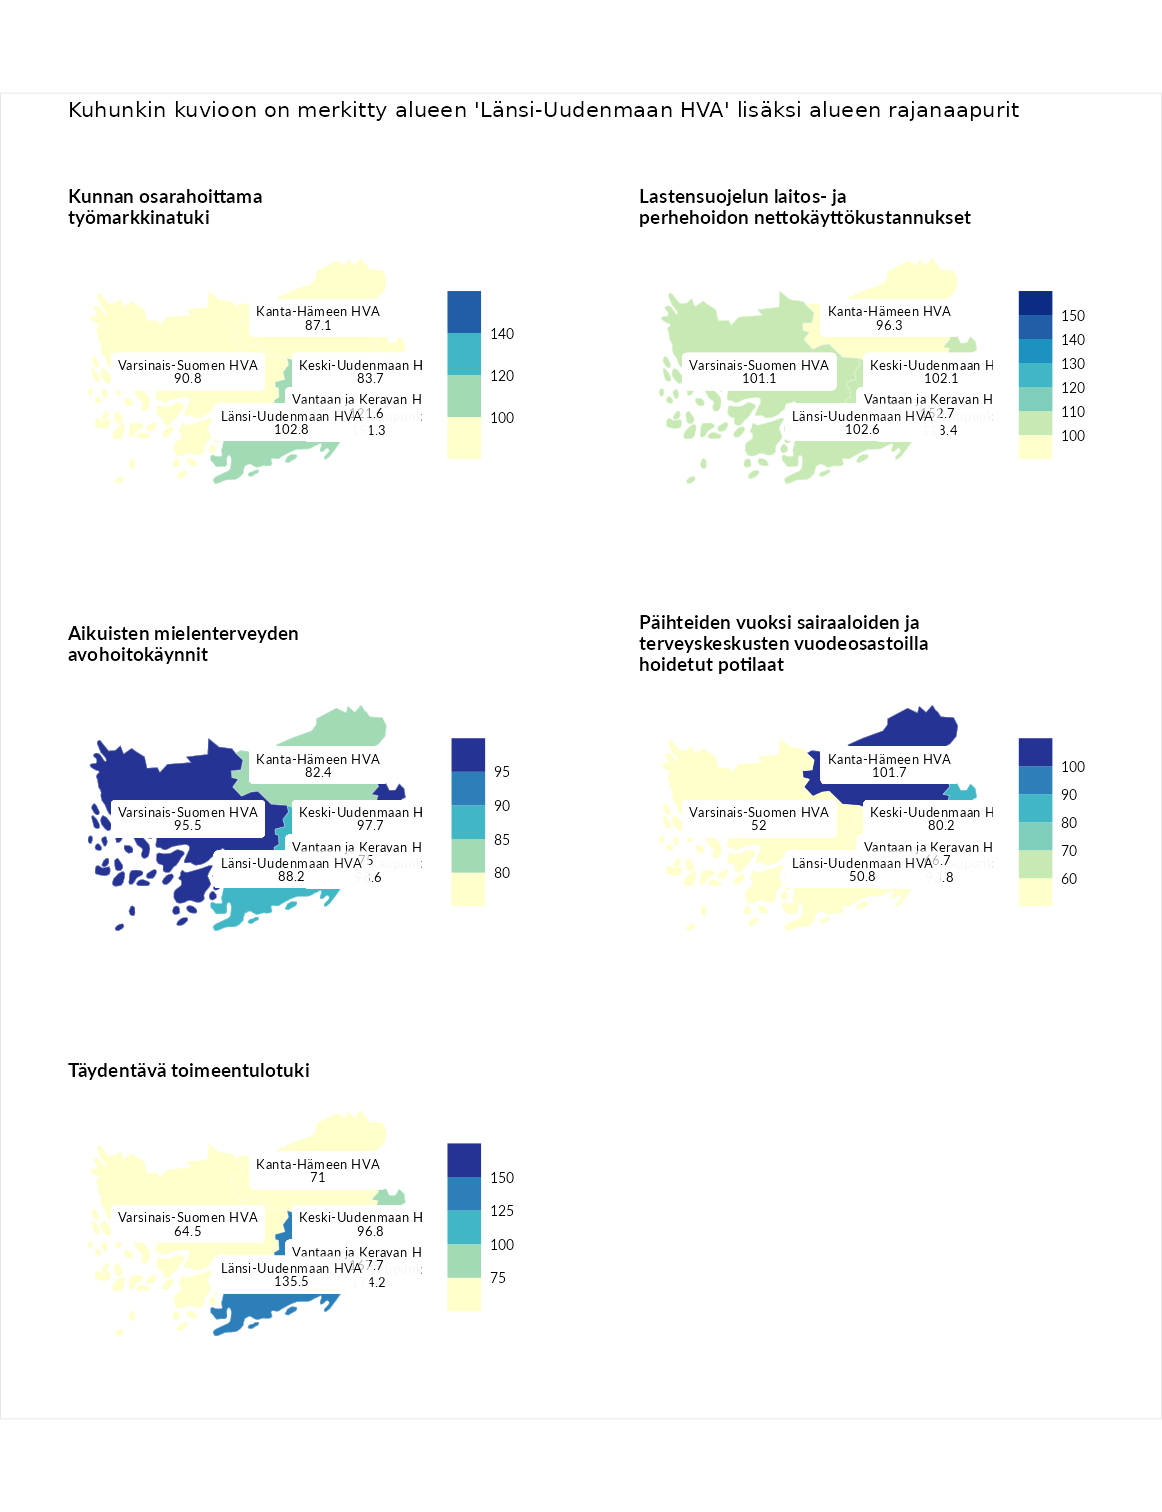 Kuhunkin kuvioon on merkitty alueen 'Länsi-Uudenmaan HVA' lisäksi alueen rajanaapurit
Kunnan osarahoittama
työmarkkinatuki
Kanta-Hämeen HVA
87.1
Varsinais-Suomen HVA
90.8
Keski-Uudenmaan H
83.7
Vantaan ja Keravan H
Länsi-Uudenmaan HVA
102.8
140
120
100
Lastensuojelun laitos- ja
perhehoidon nettokäyttökustannukset
Kanta-Hämeen HVA
96.3
Varsinais-Suomen HVA
101.1
Keski-Uudenmaan H
102.1
Vantaan ja Keravan H
Länsi-Uudenmaan HVA
102.6
150
140
130
120
110
100
Aikuisten mielenterveyden
avohoitokäynnit
Kanta-Hämeen HVA
82.4
Varsinais-Suomen HVA
95.5
Keski-Uudenmaan H
97.7
Vantaan ja Keravan H
75
Länsi-Uudenmaan HVA
88.2
95
90
85
80
Päihteiden vuoksi sairaaloiden ja
terveyskeskusten vuodeosastoilla
hoidetut potilaat
Kanta-Hämeen HVA
101.7
Varsinais-Suomen HVA
52
Keski-Uudenmaan H
80.2
Vantaan ja Keravan H
Länsi-Uudenmaan HVA
50.8
100
90
80
70
60
Täydentävä toimeentulotuki
Kanta-Hämeen HVA
71
Varsinais-Suomen HVA
64.5
Keski-Uudenmaan H
96.8
Vantaan ja Keravan H
Länsi-Uudenmaan HVA
135.5
150
125
100
75